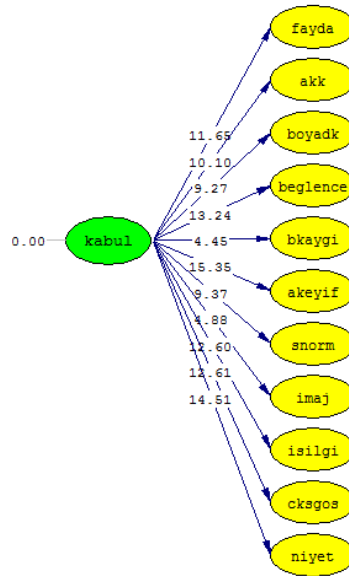 fayda
akk
11.65
boyadk
10.10
9.27
beglence
13.24
0.00
kabul
4.45
bkaygi
15.35
akeyif
9.37
4.88
snorm
12.60
imaj
12.61
14.51
isilgi
cksgos
niyet